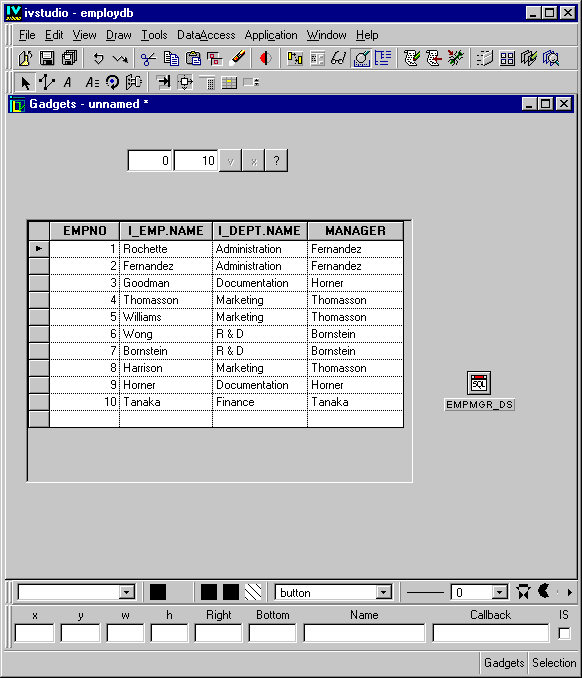 ivstudio - employdb
File Edit View Draw Tools DataAccess Application Window Help
Gadgets - unnamed *
0 10 v x ?
EMPNO I_EMP.NAME I_DEPT.NAME MANAGER
1 Rochette Administration Fernandez
2 Fernandez Administration Fernandez
3 Goodman Documentation Horner
4 Thomasson Marketing Thomasson
5 Williams Marketing Thomasson
6 Wong R & D Bornstein
7 Bornstein R & D Bornstein
8 Harrison Marketing Thomasson
9 Horner Documentation Horner
10 Tanaka Finance Tanaka
SQL
EMPMGR_DS
button 0
x y w h Right Bottom Name Callback IS
Gadgets Selection